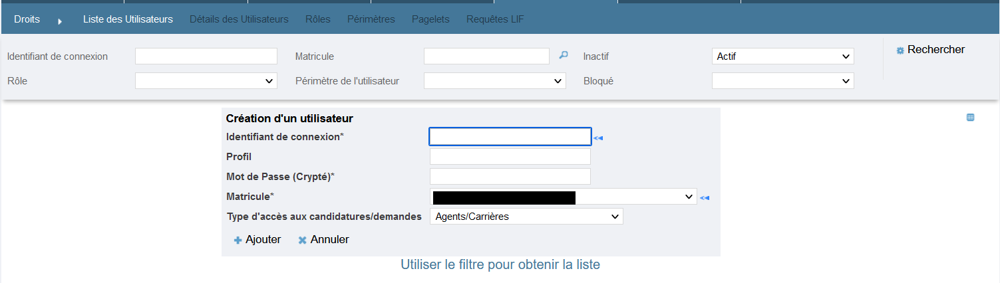 Droits Liste des Utilisateurs Détails des Utilisateurs Rôles Périmètres Pagelets Requêtes LIF
Identifiant de connexion Matricule Inactif Actif Rechercher
Rôle Périmètre de l'utilisateur Bloqué
Création d'un utilisateur
Identifiant de connexion*
Profil
Mot de Passe (Crypté)*
Matricule*
Type d'accès aux candidatures/demandes Agents/Carrières
Ajouter Annuler
Utiliser le filtre pour obtenir la liste